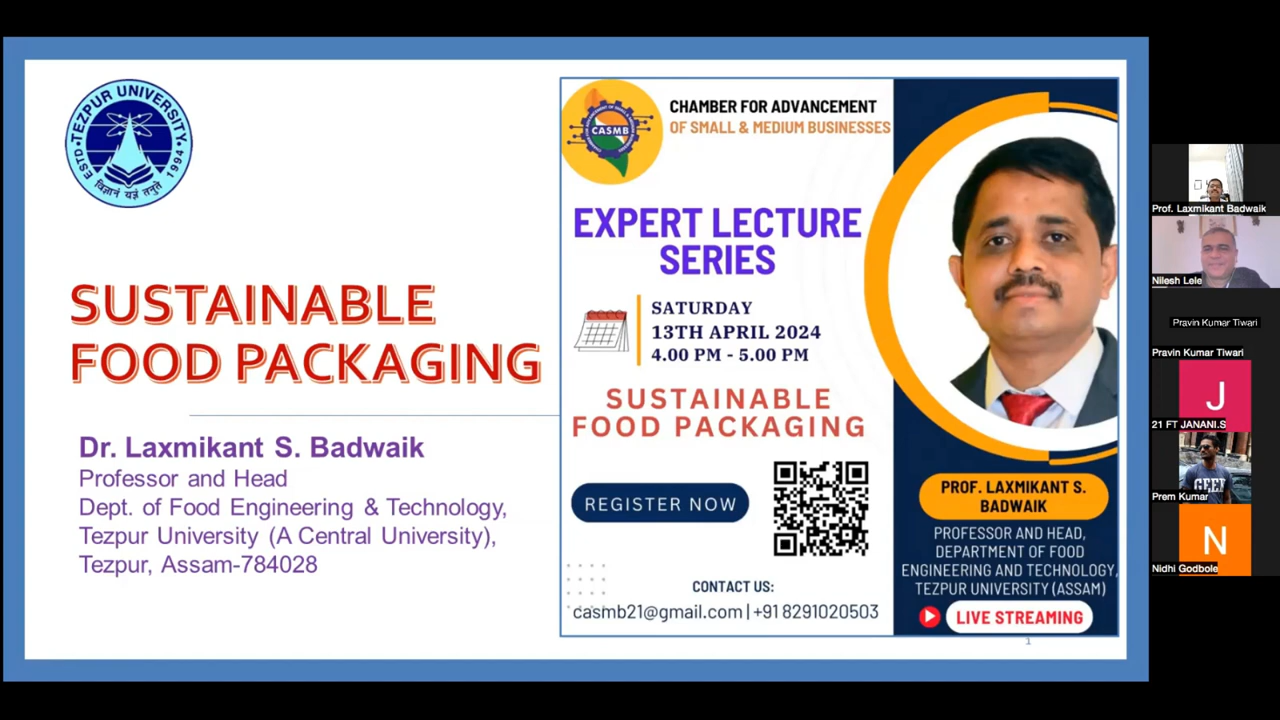 TEZPUR UNIVERSITY
ESTD
1994
विज्ञानं यज्ञं तनुते
SUSTAINABLE
FOOD PACKAGING
Dr. Laxmikant S. Badwaik
Professor and Head
Dept. of Food Engineering & Technology,
Tezpur University (A Central University),
Tezpur, Assam-784028
CASMB
CHAMBER FOR ADVANCEMENT
OF SMALL & MEDIUM BUSINESSES
EXPERT LECTURE
SERIES
SATURDAY
13TH APRIL 2024
4.00 PM - 5.00 PM
SUSTAINABLE
FOOD PACKAGING
REGISTER NOW
CONTACT US:
casmb21@gmail.com | +91 8291020503
PROF. LAXMIKANT S.
BADWAIK
PROFESSOR AND HEAD,
DEPARTMENT OF FOOD
ENGINEERING AND TECHNOLOGY,
TEZPUR UNIVERSITY (ASSAM)
LIVE STREAMING
1
Prof. Laxmikant Badwaik
Nilesh Lele
Pravin Kumar Tiwari
Pravin Kumar Tiwari
J
21 FT JANANI.S
GEEK
Prem Kumar
N
Nidhi Godbole